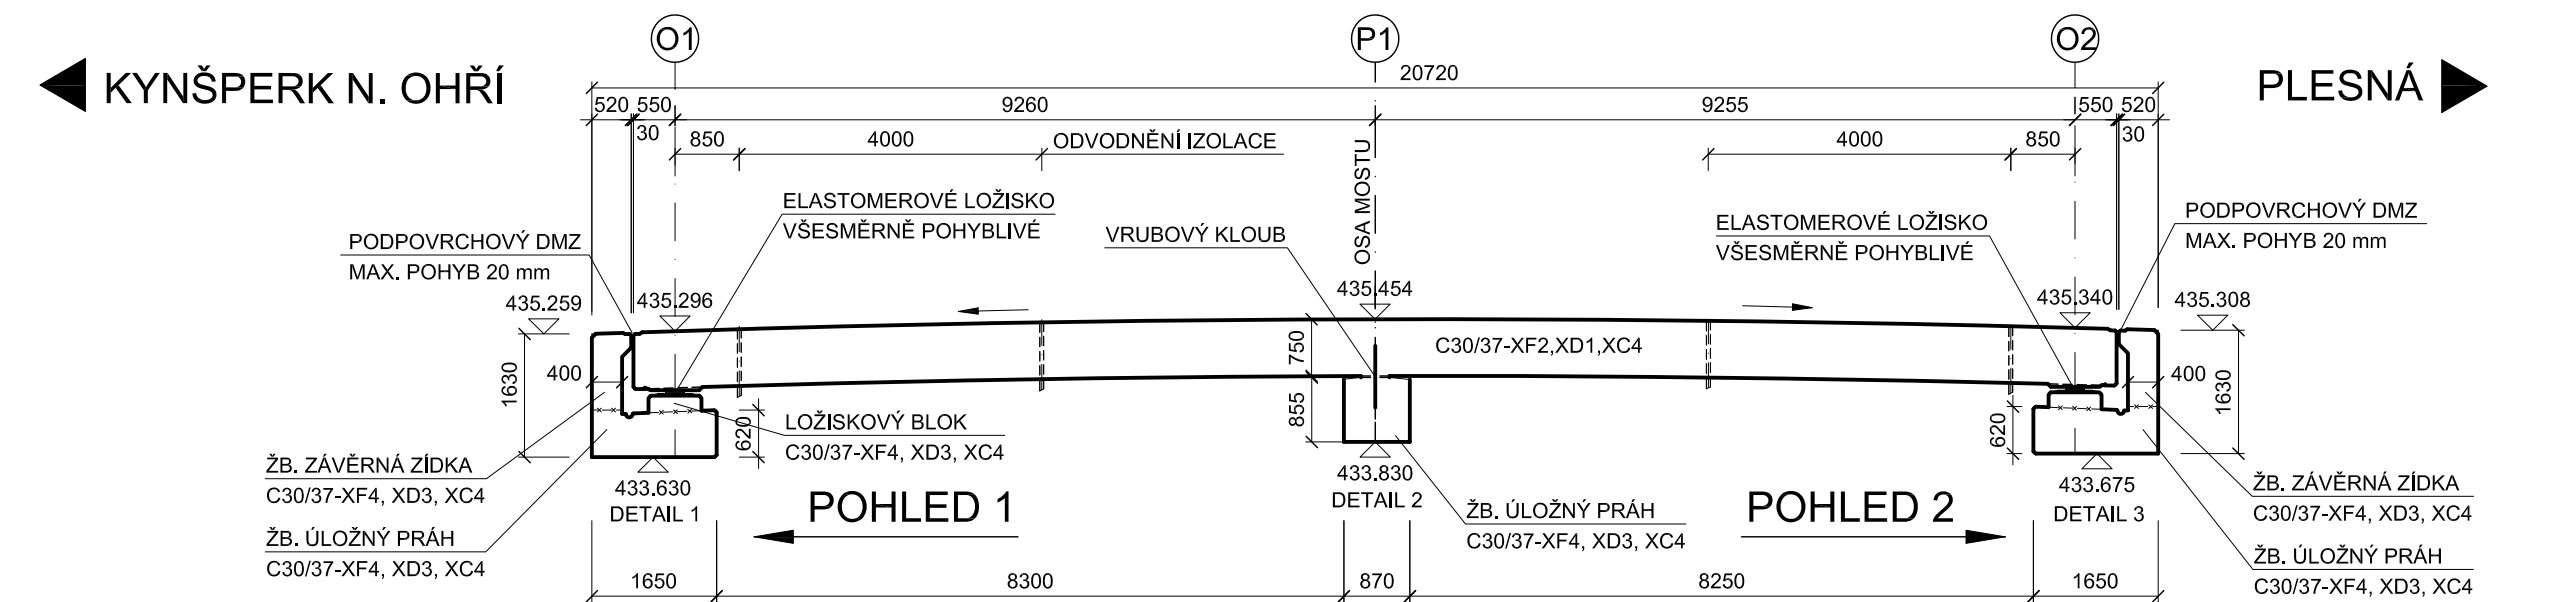 O1
P1
O2
KYNŠPERK N. OHŘÍ
PLESNÁ
20720
520 550 9260 9255 550 520
30 30
850 4000 ODVODNĚNÍ IZOLACE 4000 850
OSA MOSTU
ELASTOMEROVÉ LOŽISKO
VŠESMĚRNĚ POHYBLIVÉ
PODPOVRCHOVÝ DMZ
MAX. POHYB 20 mm
VRUBOVÝ KLOUB
ELASTOMEROVÉ LOŽISKO
VŠESMĚRNĚ POHYBLIVÉ
PODPOVRCHOVÝ DMZ
MAX. POHYB 20 mm
435.259 435.296 435.454 435.340 435.308
C30/37-XF2,XD1,XC4
1630
400
750
855
400
1630
620
LOŽISKOVÝ BLOK
C30/37-XF4, XD3, XC4
620
ŽB. ZÁVĚRNÁ ZÍDKA
C30/37-XF4, XD3, XC4
ŽB. ÚLOŽNÝ PRÁH
C30/37-XF4, XD3, XC4
433.630
DETAIL 1
POHLED 1
433.830
DETAIL 2
ŽB. ÚLOŽNÝ PRÁH
C30/37-XF4, XD3, XC4
POHLED 2
433.675
DETAIL 3
ŽB. ZÁVĚRNÁ ZÍDKA
C30/37-XF4, XD3, XC4
ŽB. ÚLOŽNÝ PRÁH
C30/37-XF4, XD3, XC4
1650 8300 870 8250 1650